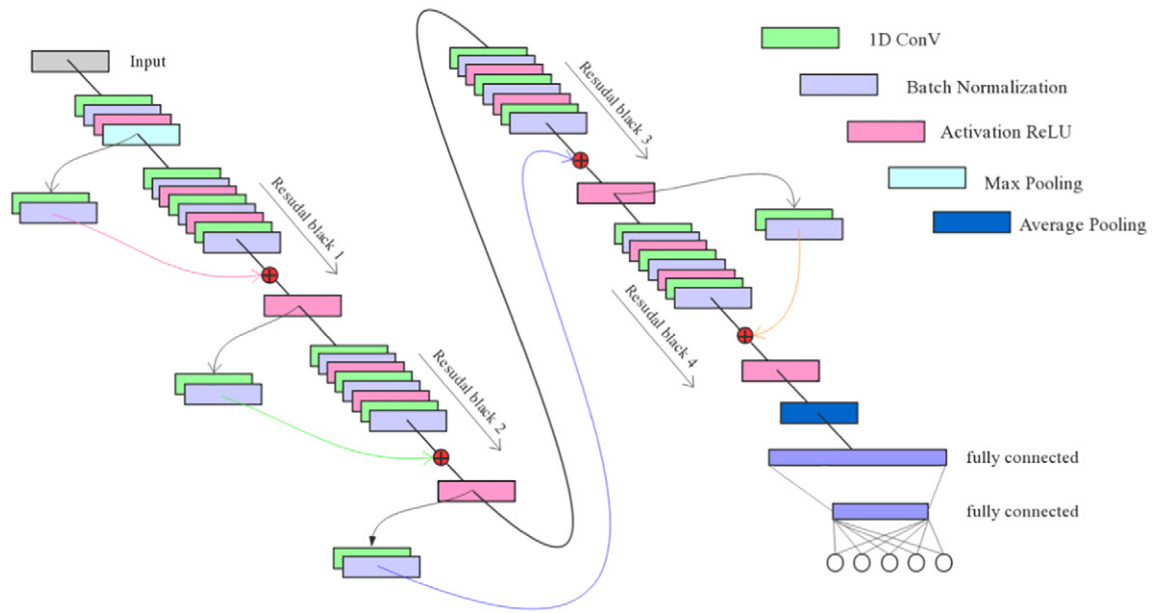 Input
Resudal black 1
Resudal black 2
Resudal black 3
Resudal black 4
1D ConV
Batch Normalization
Activation ReLU
Max Pooling
Average Pooling
fully connected
fully connected